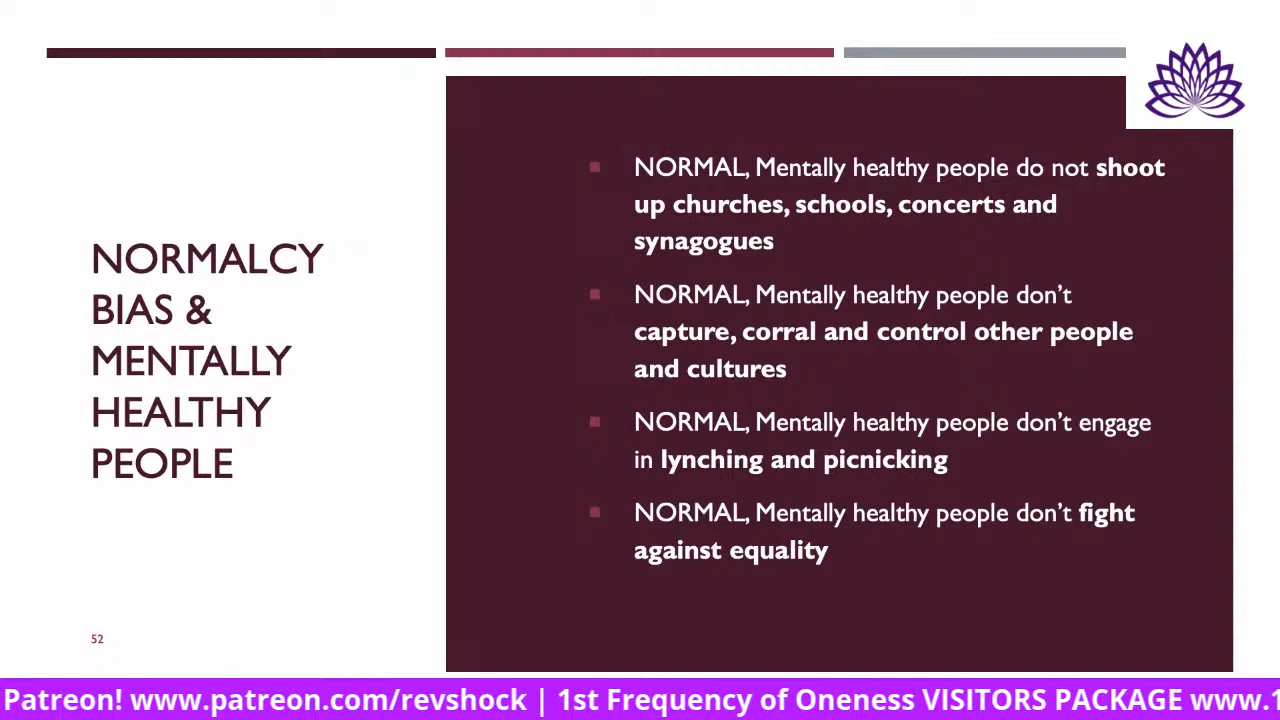 NORMALCY
BIAS &
MENTALLY
HEALTHY
PEOPLE
NORMAL, Mentally healthy people do not shoot
up churches, schools, concerts and
synagogues
NORMAL, Mentally healthy people don’t
capture, corral and control other people
and cultures
NORMAL, Mentally healthy people don’t engage
in lynching and picnicking
NORMAL, Mentally healthy people don’t fight
against equality
52
Patreon! www.patreon.com/revshock | 1st Frequency of Oneness VISITORS PACKAGE www.1